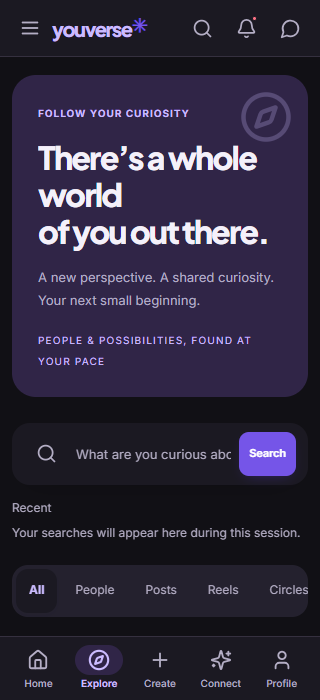 youverse
FOLLOW YOUR CURIOSITY
There’s a whole
world
of you out there.
A new perspective. A shared curiosity.
Your next small beginning.
PEOPLE & POSSIBILITIES, FOUND AT
YOUR PACE
What are you curious abc
Search
Recent
Your searches will appear here during this session.
All People Posts Reels Circles
Home Explore Create Connect Profile